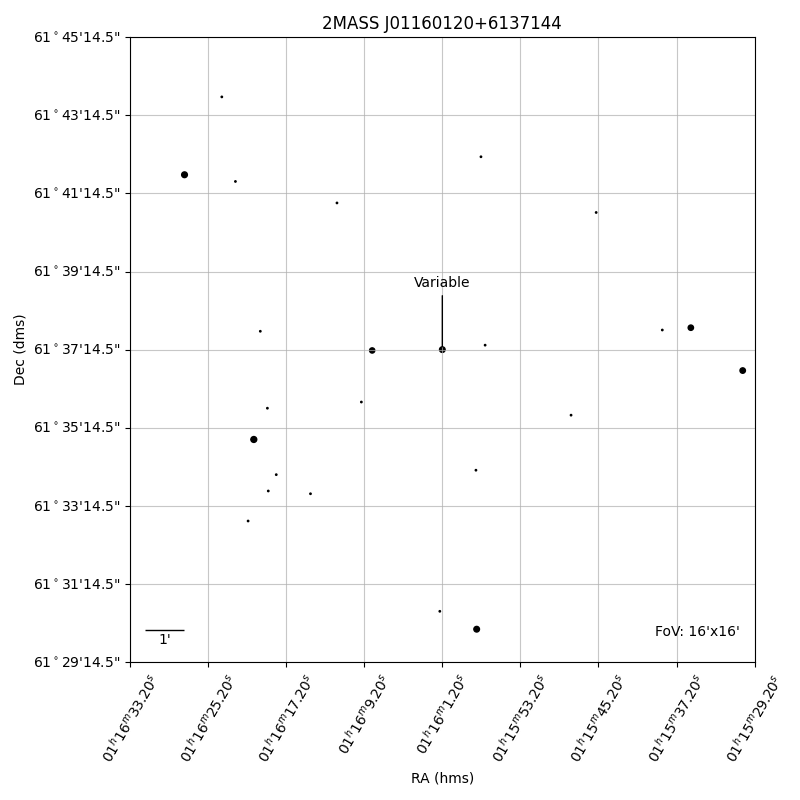 2MASS J01160120+6137144
61°45'14.5"
61°43'14.5"
61°41'14.5"
61°39'14.5"
61°37'14.5"
61°35'14.5"
61°33'14.5"
61°31'14.5"
61°29'14.5"
Dec (dms)
Variable
1'
FoV: 16'x16'
01ʰ16ᵐ33.20ˢ
01ʰ16ᵐ25.20ˢ
01ʰ16ᵐ17.20ˢ
01ʰ16ᵐ9.20ˢ
01ʰ16ᵐ1.20ˢ
01ʰ15ᵐ53.20ˢ
01ʰ15ᵐ45.20ˢ
01ʰ15ᵐ37.20ˢ
01ʰ15ᵐ29.20ˢ
RA (hms)